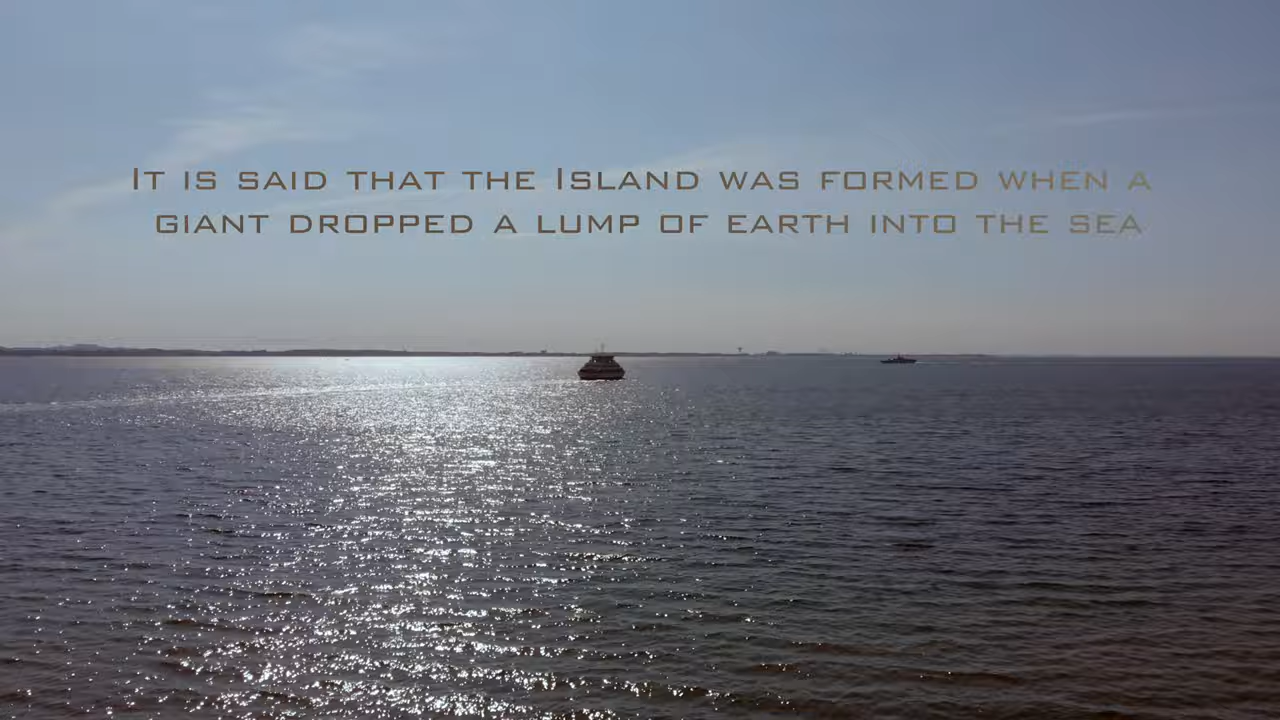 It is said that the Island was formed when a
giant dropped a lump of earth into the sea